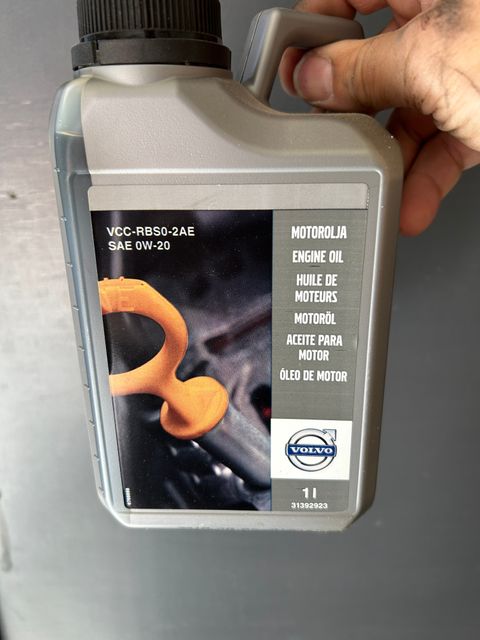 VCC-RBS0-2AE
SAE 0W-20
MOTOROLJA
ENGINE OIL
HUILE DE
MOTEURS
MOTORÖL
ACEITE PARA
MOTOR
ÓLEO DE MOTOR
VOLVO
1 l
31392923